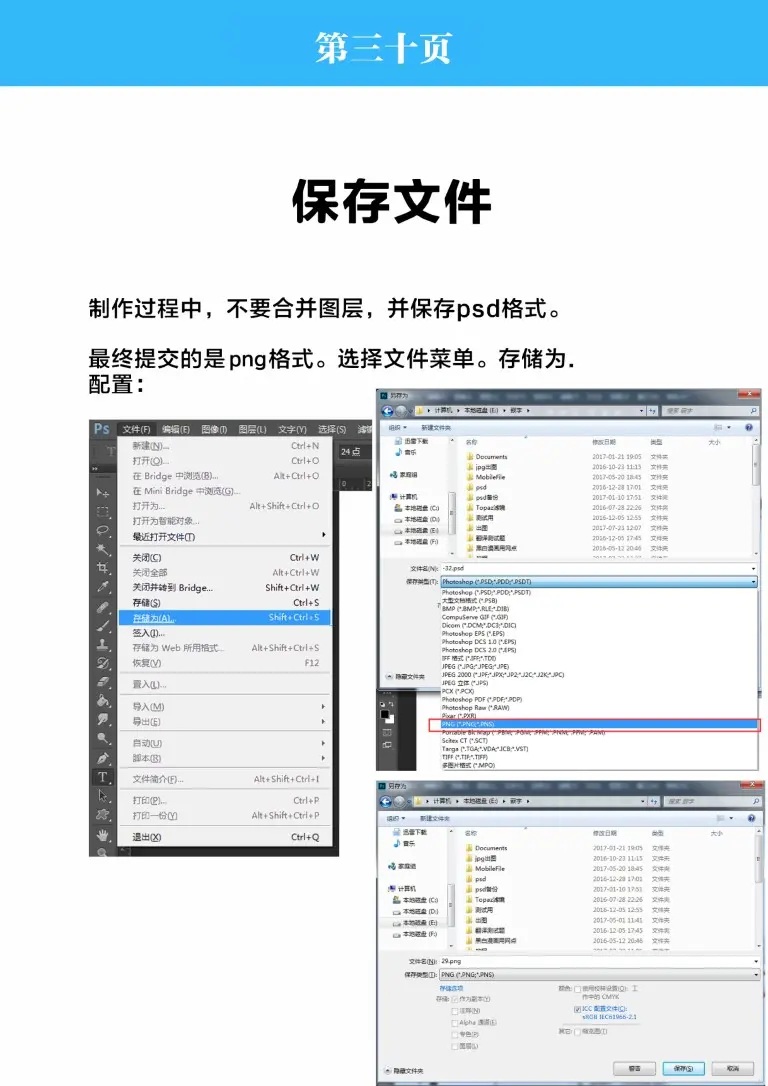 第三十页
保存文件
制作过程中，不要合并图层，并保存psd格式。
最终提交的是png格式。选择文件菜单。存储为.
配置：
Ps 文件(F) 编辑(E) 图像(I) 图层(L) 文字(Y) 选择(S) 滤镜
24 点
新建(N)... Ctrl+N
打开(O)... Ctrl+O
在 Bridge 中浏览(B)... Alt+Ctrl+O
在 Mini Bridge 中浏览(G)...
打开为... Alt+Shift+Ctrl+O
打开为智能对象...
最近打开文件(T)
关闭(C) Ctrl+W
关闭全部 Alt+Ctrl+W
关闭并转到 Bridge... Shift+Ctrl+W
存储(S) Ctrl+S
存储为(A)... Shift+Ctrl+S
签入(I)...
存储为 Web 所用格式... Alt+Shift+Ctrl+S
恢复(V) F12
置入(L)...
导入(M)
导出(E)
自动(U)
脚本(R)
文件简介(F)... Alt+Shift+Ctrl+I
打印(P)... Ctrl+P
打印一份(Y) Alt+Shift+Ctrl+P
退出(X) Ctrl+Q
另存为
计算机 本地磁盘 (E:) 嵌字
搜索 嵌字
组织 新建文件夹
迅雷下载
音乐
家庭组
计算机
本地磁盘 (C:)
本地磁盘 (D:)
本地磁盘 (E:)
本地磁盘 (F:)
名称 修改日期 类型 大小
Documents 2017-01-21 19:05 文件夹
jpg出图 2016-10-23 11:15 文件夹
MobileFile 2017-05-20 18:45 文件夹
psd 2016-12-28 17:01 文件夹
psd备份 2017-01-10 17:51 文件夹
Topaz滤镜 2016-07-28 22:26 文件夹
测试用 2016-12-05 12:55 文件夹
出图 2017-07-23 12:07 文件夹
翻译测试题 2016-12-05 17:45 文件夹
黑白漫画用网点 2016-05-12 20:46 文件夹
文件名(N): -32.psd
保存类型(T): Photoshop (*.PSD;*.PDD;*.PSDT)
Photoshop (*.PSD;*.PDD;*.PSDT)
大型文档格式 (*.PSB)
BMP (*.BMP;*.RLE;*.DIB)
CompuServe GIF (*.GIF)
Dicom (*.DCM;*.DC3;*.DIC)
Photoshop EPS (*.EPS)
Photoshop DCS 1.0 (*.EPS)
Photoshop DCS 2.0 (*.EPS)
IFF 格式 (*.IFF;*.TDI)
JPEG (*.JPG;*.JPEG;*.JPE)
JPEG 2000 (*.JPF;*.JPX;*.JP2;*.J2C;*.J2K;*.JPC)
JPEG 立体 (*.JPS)
PCX (*.PCX)
Photoshop PDF (*.PDF;*.PDP)
Photoshop Raw (*.RAW)
Pixar (*.PXR)
PNG (*.PNG;*.PNS)
Portable Bit Map (*.PBM;*.PGM;*.PPM;*.PNM;*.PFM;*.PAM)
Scitex CT (*.SCT)
Targa (*.TGA;*.VDA;*.ICB;*.VST)
TIFF (*.TIF;*.TIFF)
多图片格式 (*.MPO)
隐藏文件夹
另存为
计算机 本地磁盘 (E:) 嵌字
搜索 嵌字
组织 新建文件夹
迅雷下载
音乐
家庭组
计算机
本地磁盘 (C:)
本地磁盘 (D:)
本地磁盘 (E:)
本地磁盘 (F:)
名称 修改日期 类型 大小
Documents 2017-01-21 19:05 文件夹
jpg出图 2016-10-23 11:15 文件夹
MobileFile 2017-05-20 18:45 文件夹
psd 2016-12-28 17:01 文件夹
psd备份 2017-01-10 17:51 文件夹
Topaz滤镜 2016-07-28 22:26 文件夹
测试用 2016-12-05 12:55 文件夹
出图 2017-05-01 11:41 文件夹
翻译测试题 2016-12-05 17:45 文件夹
黑白漫画用网点 2016-05-12 20:46 文件夹
文件名(N): 29.png
保存类型(T): PNG (*.PNG;*.PNS)
存储选项
存储: 作为副本(Y)
注释(N)
Alpha 通道(E)
专色(P)
图层(L)
颜色: 使用校样设置(O): 工
作中的 CMYK
ICC 配置文件(C):
sRGB IEC61966-2.1
其它: 缩览图(T)
隐藏文件夹
警告 保存(S) 取消